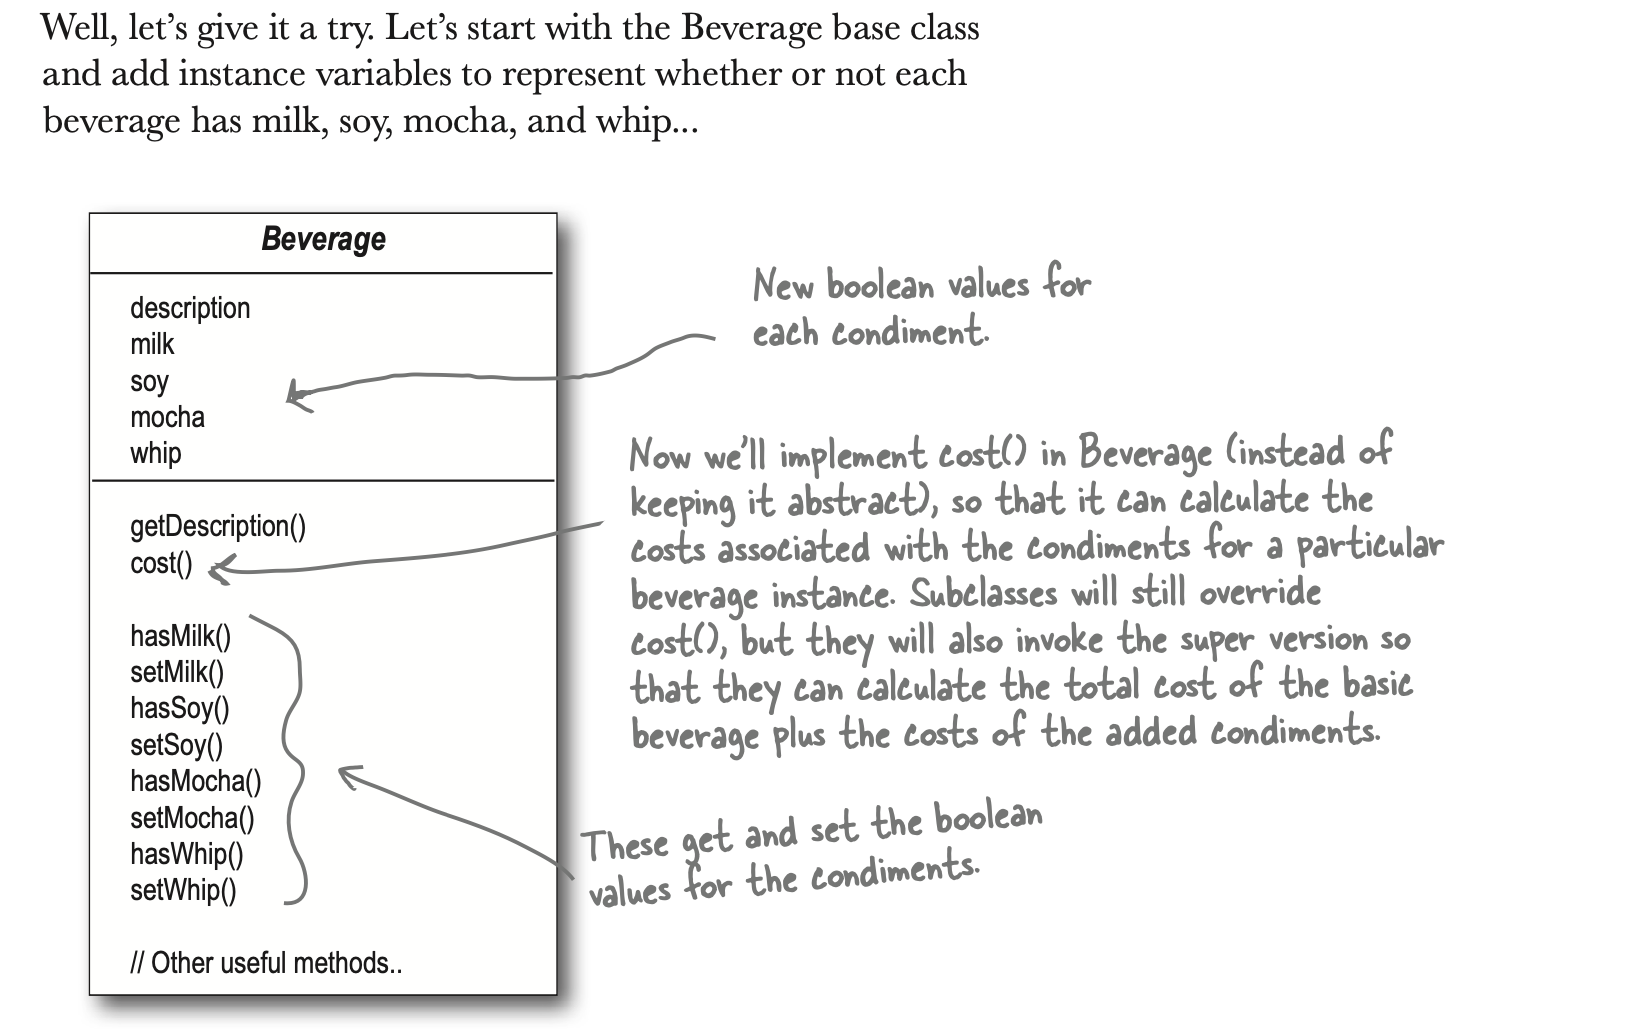 Well, let’s give it a try. Let’s start with the Beverage base class
and add instance variables to represent whether or not each
beverage has milk, soy, mocha, and whip...
Beverage
description
milk
soy
mocha
whip
New boolean values for
each condiment.
getDescription()
cost()
Now we’ll implement cost() in Beverage (instead of
keeping it abstract), so that it can calculate the
costs associated with the condiments for a particular
beverage instance. Subclasses will still override
cost(), but they will also invoke the super version so
that they can calculate the total cost of the basic
beverage plus the costs of the added condiments.
hasMilk()
setMilk()
hasSoy()
setSoy()
hasMocha()
setMocha()
hasWhip()
setWhip()
These get and set the boolean
values for the condiments.
// Other useful methods..